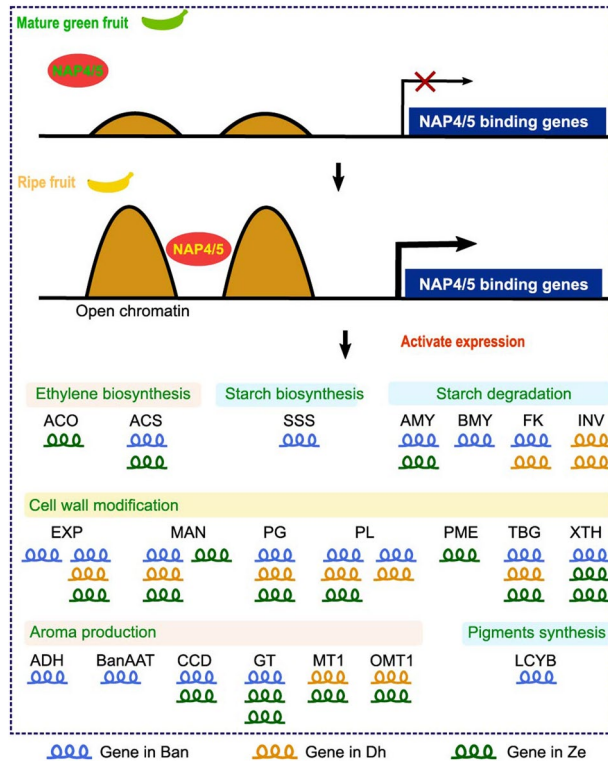 Mature green fruit
NAP4/5
NAP4/5 binding genes
Ripe fruit
NAP4/5
NAP4/5 binding genes
Open chromatin
Activate expression
Ethylene biosynthesis Starch biosynthesis Starch degradation
ACO ACS SSS AMY BMY FK INV
Cell wall modification
EXP MAN PG PL PME TBG XTH
Aroma production Pigments synthesis
ADH BanAAT CCD GT MT1 OMT1 LCYB
Gene in Ban Gene in Dh Gene in Ze